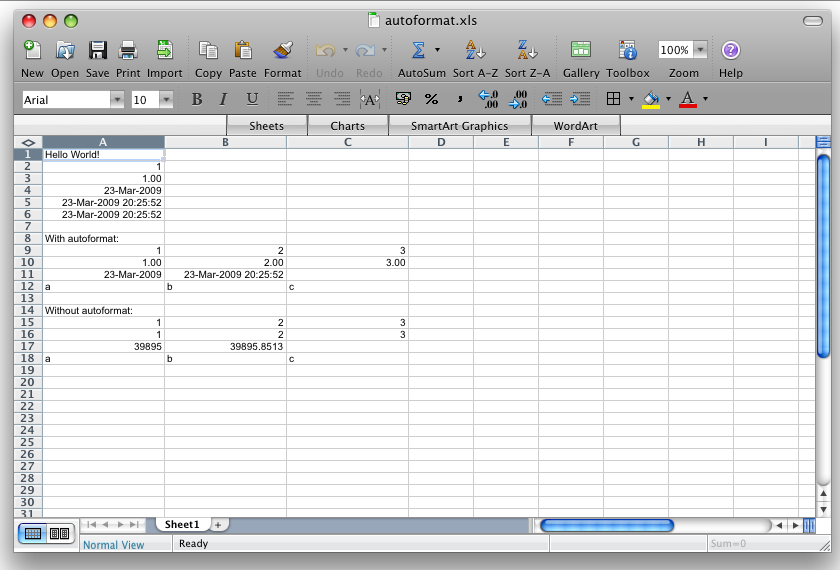 autoformat.xls
New Open Save Print Import Copy Paste Format Undo Redo AutoSum Sort A-Z Sort Z-A Gallery Toolbox 100% Zoom Help
Arial 10 B I U
Sheets Charts SmartArt Graphics WordArt
A B C D E F G H I
1 Hello World!
2 1
3 1.00
4 23-Mar-2009
5 23-Mar-2009 20:25:52
6 23-Mar-2009 20:25:52
7
8 With autoformat:
9 1 2 3
10 1.00 2.00 3.00
11 23-Mar-2009 23-Mar-2009 20:25:52
12 a b c
13
14 Without autoformat:
15 1 2 3
16 1 2 3
17 39895 39895.8513
18 a b c
19
20
21
22
23
24
25
26
27
28
29
30
31
Sheet1
Normal View Ready Sum=0